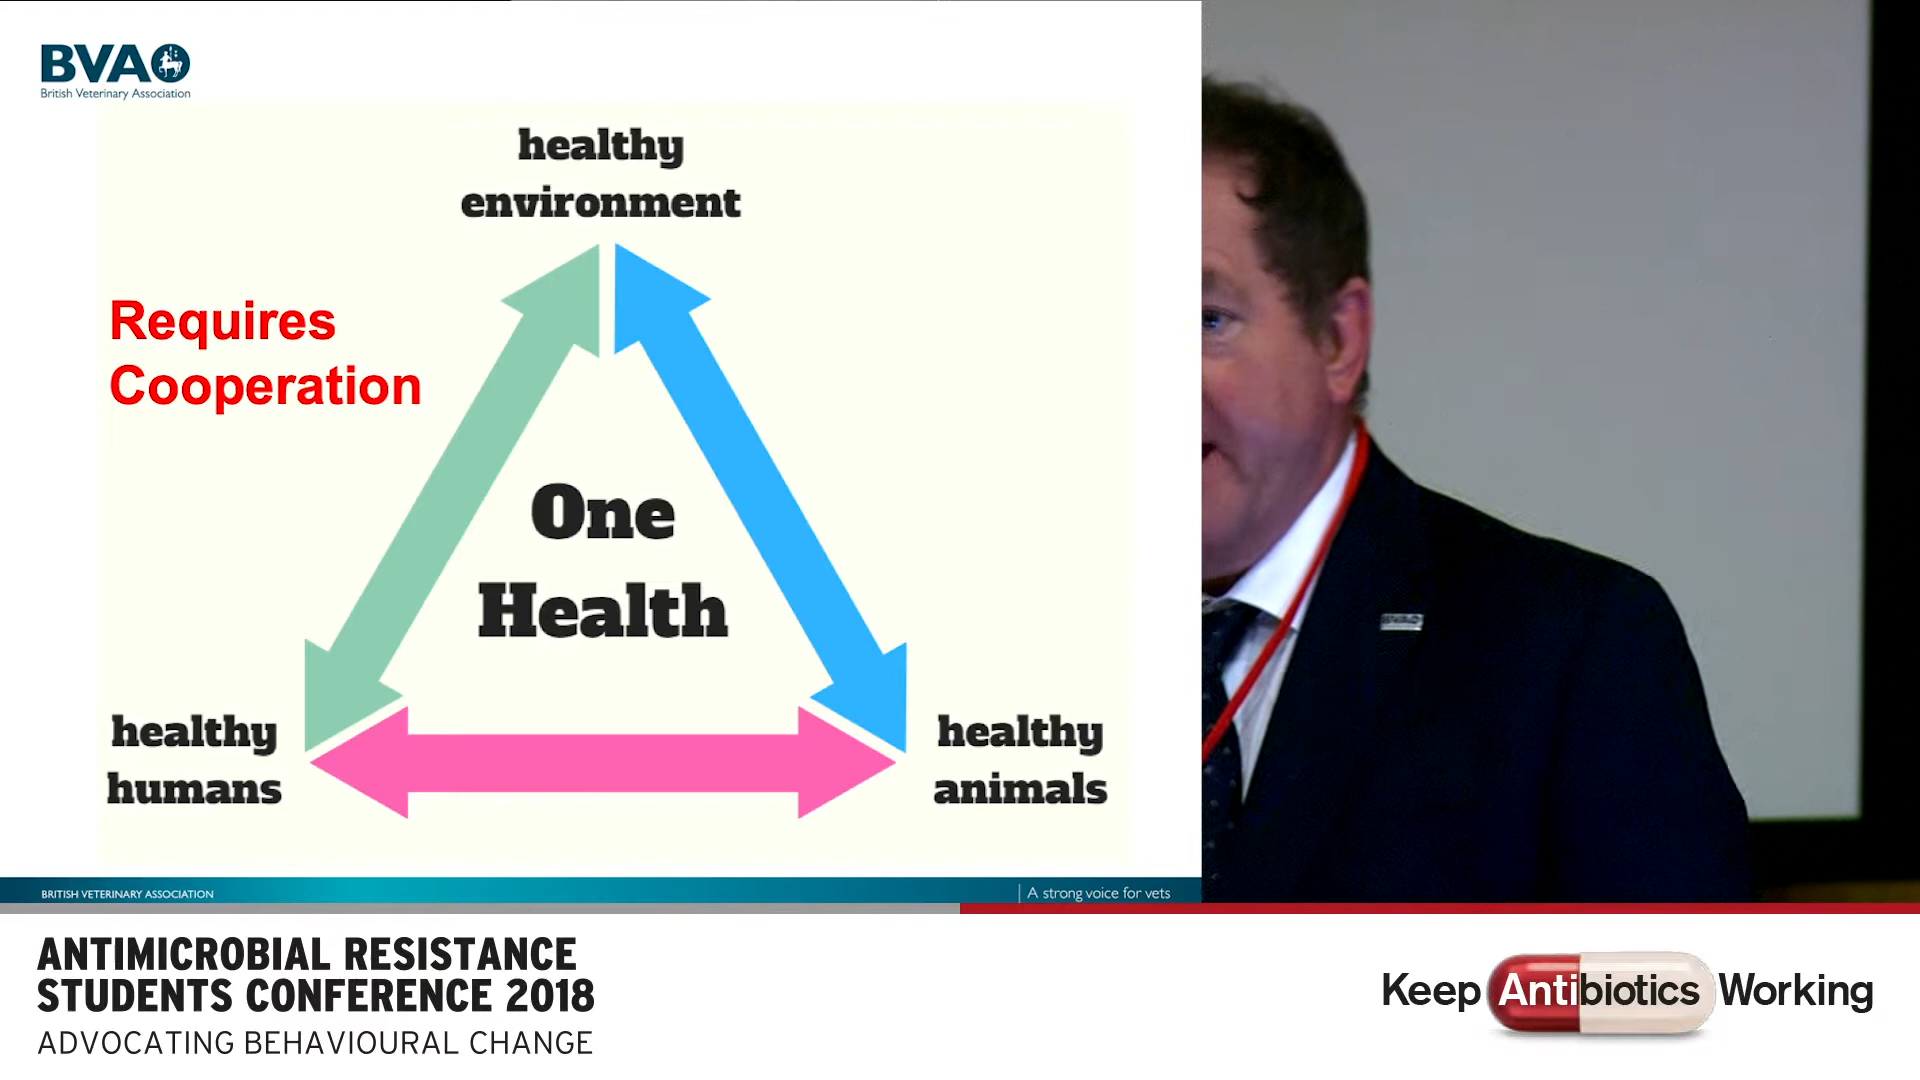 BVA
British Veterinary Association
healthy
environment
Requires
Cooperation
One
Health
healthy
humans
healthy
animals
BVA
BRITISH VETERINARY ASSOCIATION
A strong voice for vets
ANTIMICROBIAL RESISTANCE
STUDENTS CONFERENCE 2018
ADVOCATING BEHAVIOURAL CHANGE
Keep Antibiotics Working